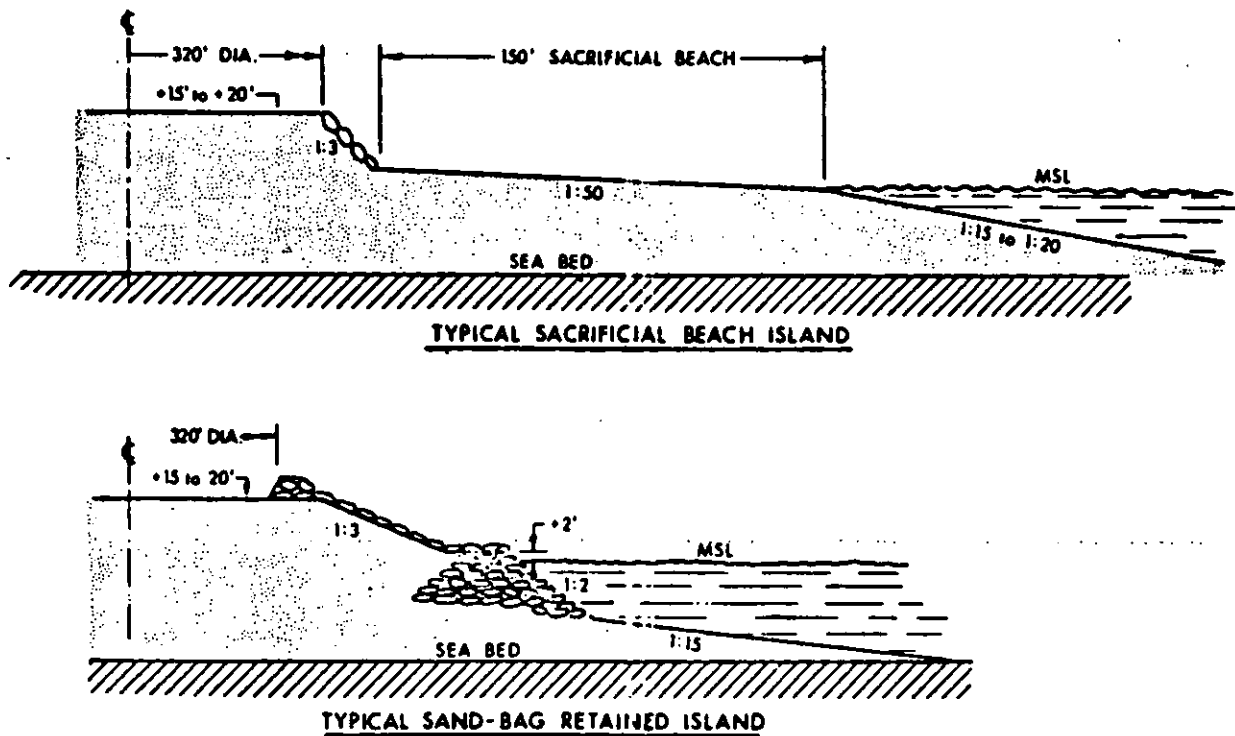 ℄
320' DIA.
150' SACRIFICIAL BEACH
+15' to +20'
1:3
1:50
MSL
1:15 to 1:20
SEA BED
TYPICAL SACRIFICIAL BEACH ISLAND
320' DIA.
℄
+15 to 20'
+2'
1:3
MSL
1:2
1:15
SEA BED
TYPICAL SAND-BAG RETAINED ISLAND